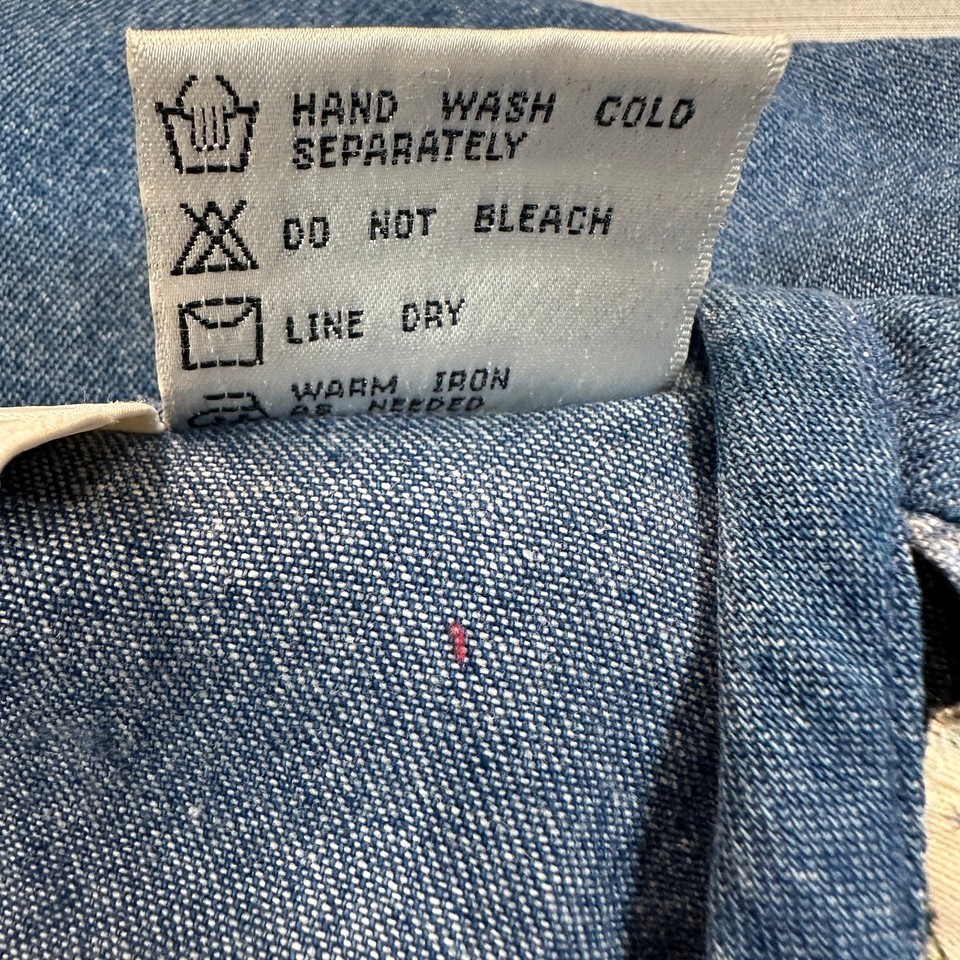 HAND WASH COLD
SEPARATELY
DO NOT BLEACH
LINE DRY
WARM IRON
AS NEEDED